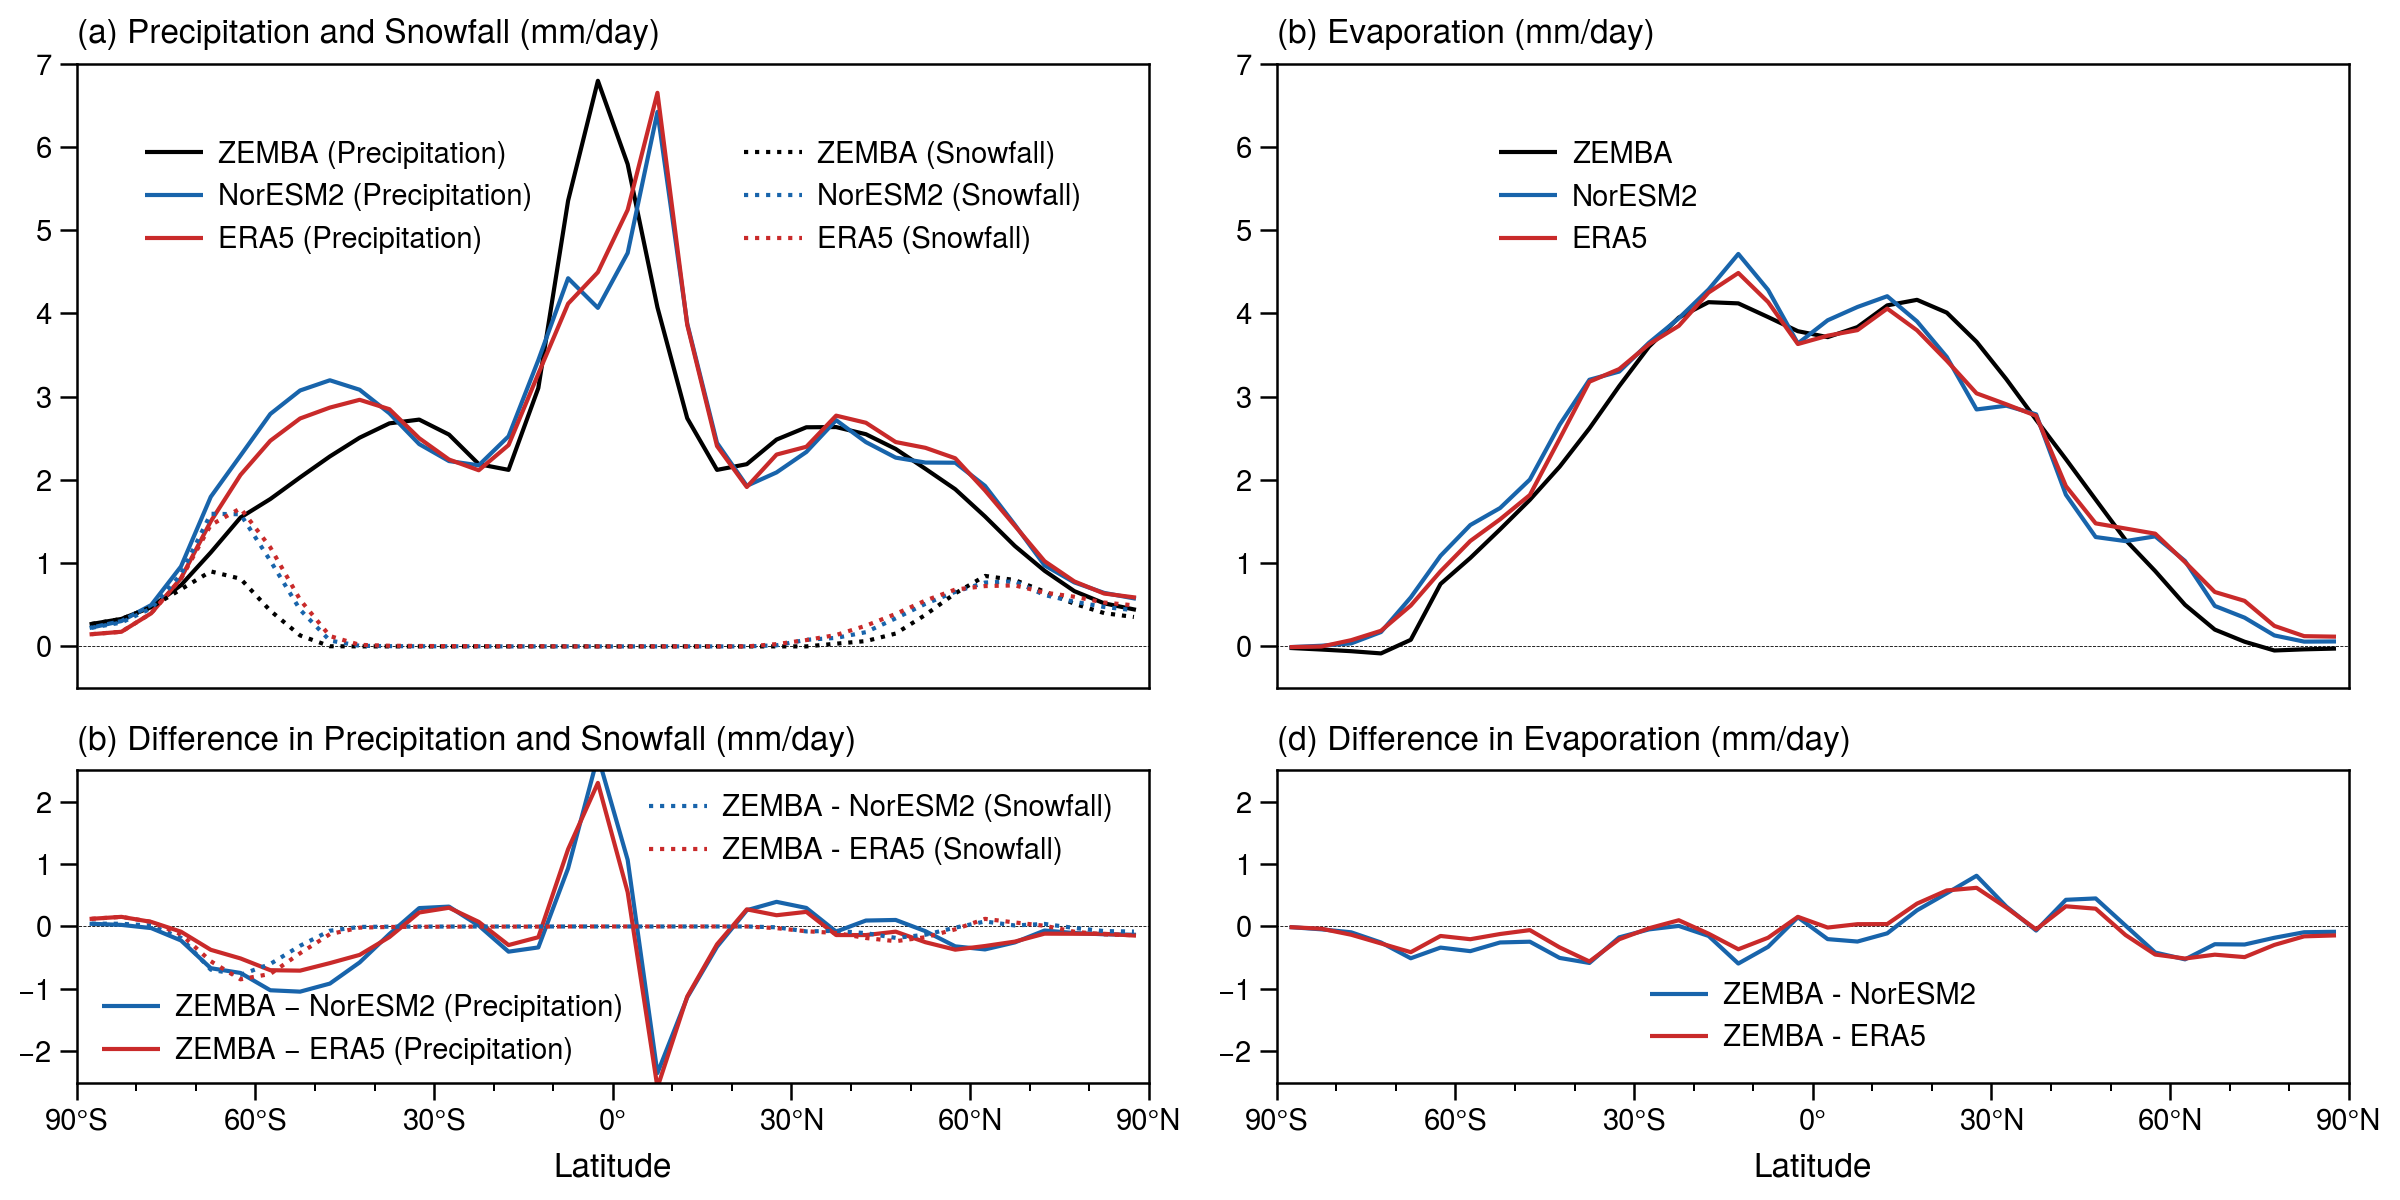 (a) Precipitation and Snowfall (mm/day)
7
6
5
4
3
2
1
0
ZEMBA (Precipitation)
NorESM2 (Precipitation)
ERA5 (Precipitation)
ZEMBA (Snowfall)
NorESM2 (Snowfall)
ERA5 (Snowfall)
(b) Evaporation (mm/day)
7
6
5
4
3
2
1
0
ZEMBA
NorESM2
ERA5
(b) Difference in Precipitation and Snowfall (mm/day)
2
1
0
−1
−2
ZEMBA - NorESM2 (Snowfall)
ZEMBA - ERA5 (Snowfall)
ZEMBA − NorESM2 (Precipitation)
ZEMBA − ERA5 (Precipitation)
90°S 60°S 30°S 0° 30°N 60°N 90°N
Latitude
(d) Difference in Evaporation (mm/day)
2
1
0
−1
−2
ZEMBA - NorESM2
ZEMBA - ERA5
90°S 60°S 30°S 0° 30°N 60°N 90°N
Latitude